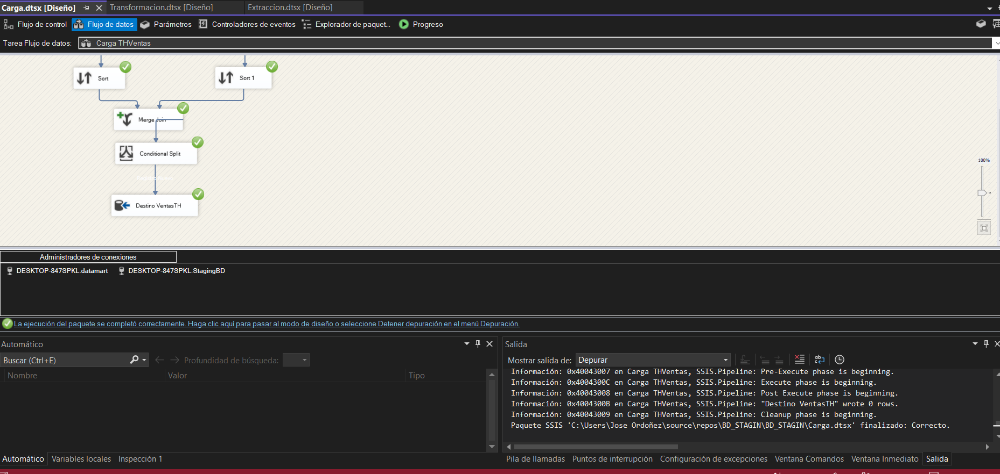 Carga.dtsx [Diseño]
Transformacion.dtsx [Diseño]
Extraccion.dtsx [Diseño]
Flujo de control
Flujo de datos
Parámetros
Controladores de eventos
Explorador de paquet...
Progreso
Tarea Flujo de datos:
Carga THVentas
Sort
Sort 1
Merge Join
Conditional Split
Destino VentasTH
100%
Administradores de conexiones
DESKTOP-847SPKL.datamart
DESKTOP-847SPKL.StagingBD
La ejecución del paquete se completó correctamente. Haga clic aquí para pasar al modo de diseño o seleccione Detener depuración en el menú Depuración.
Automático
Buscar (Ctrl+E)
Profundidad de búsqueda:
Nombre
Valor
Tipo
Automático
Variables locales
Inspección 1
Salida
Mostrar salida de:
Depurar
Información: 0x40043007 en Carga THVentas, SSIS.Pipeline: Pre-Execute phase is beginning.
Información: 0x4004300C en Carga THVentas, SSIS.Pipeline: Execute phase is beginning.
Información: 0x40043008 en Carga THVentas, SSIS.Pipeline: Post Execute phase is beginning.
Información: 0x4004300B en Carga THVentas, SSIS.Pipeline: "Destino VentasTH" wrote 0 rows.
Información: 0x40043009 en Carga THVentas, SSIS.Pipeline: Cleanup phase is beginning.
Paquete SSIS 'C:\Users\Jose Ordoñez\source\repos\BD_STAGIN\BD_STAGIN\Carga.dtsx' finalizado: Correcto.
Pila de llamadas
Puntos de interrupción
Configuración de excepciones
Ventana Comandos
Ventana Inmediato
Salida